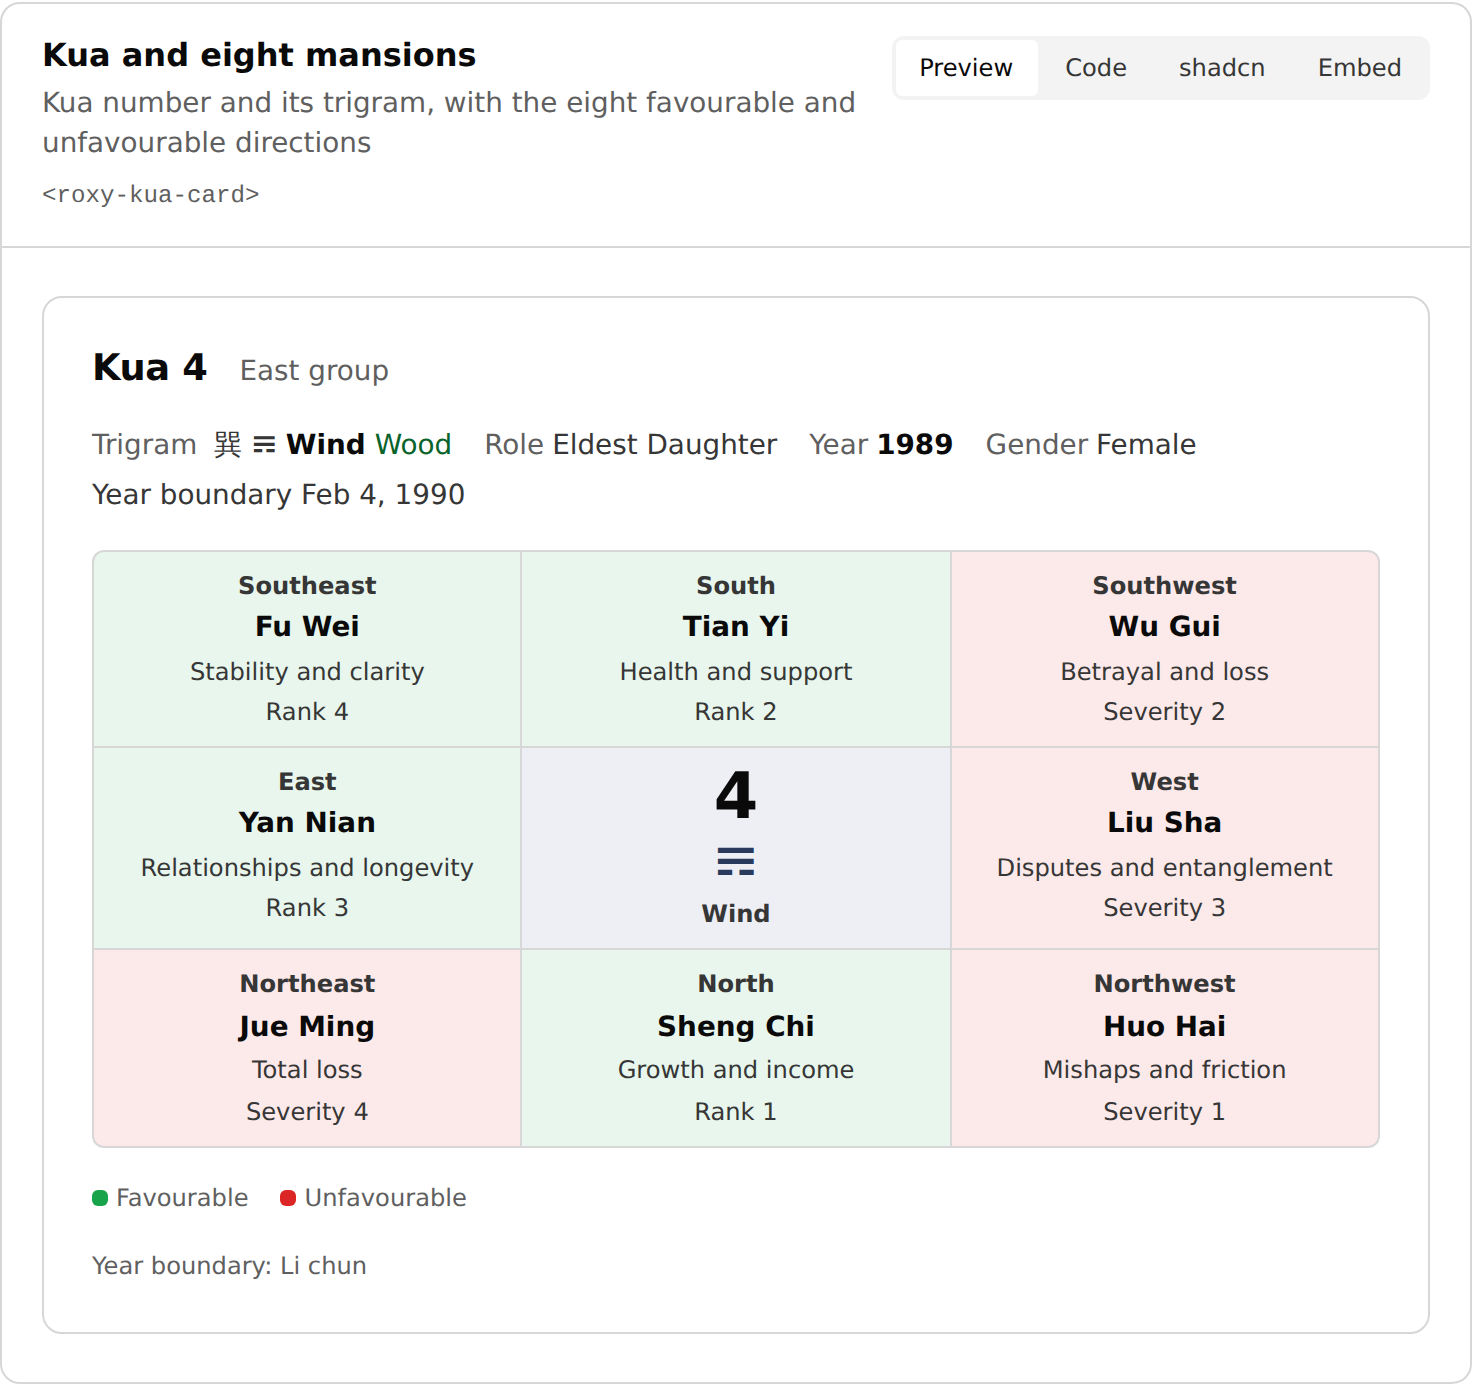 Kua and eight mansions
Kua number and its trigram, with the eight favourable and
unfavourable directions
<roxy-kua-card>
Preview Code shadcn Embed
Kua 4 East group
Trigram 巽 ☴ Wind Wood Role Eldest Daughter Year 1989 Gender Female
Year boundary Feb 4, 1990
Southeast
Fu Wei
Stability and clarity
Rank 4
South
Tian Yi
Health and support
Rank 2
Southwest
Wu Gui
Betrayal and loss
Severity 2
East
Yan Nian
Relationships and longevity
Rank 3
4
☴
Wind
West
Liu Sha
Disputes and entanglement
Severity 3
Northeast
Jue Ming
Total loss
Severity 4
North
Sheng Chi
Growth and income
Rank 1
Northwest
Huo Hai
Mishaps and friction
Severity 1
Favourable Unfavourable
Year boundary: Li chun